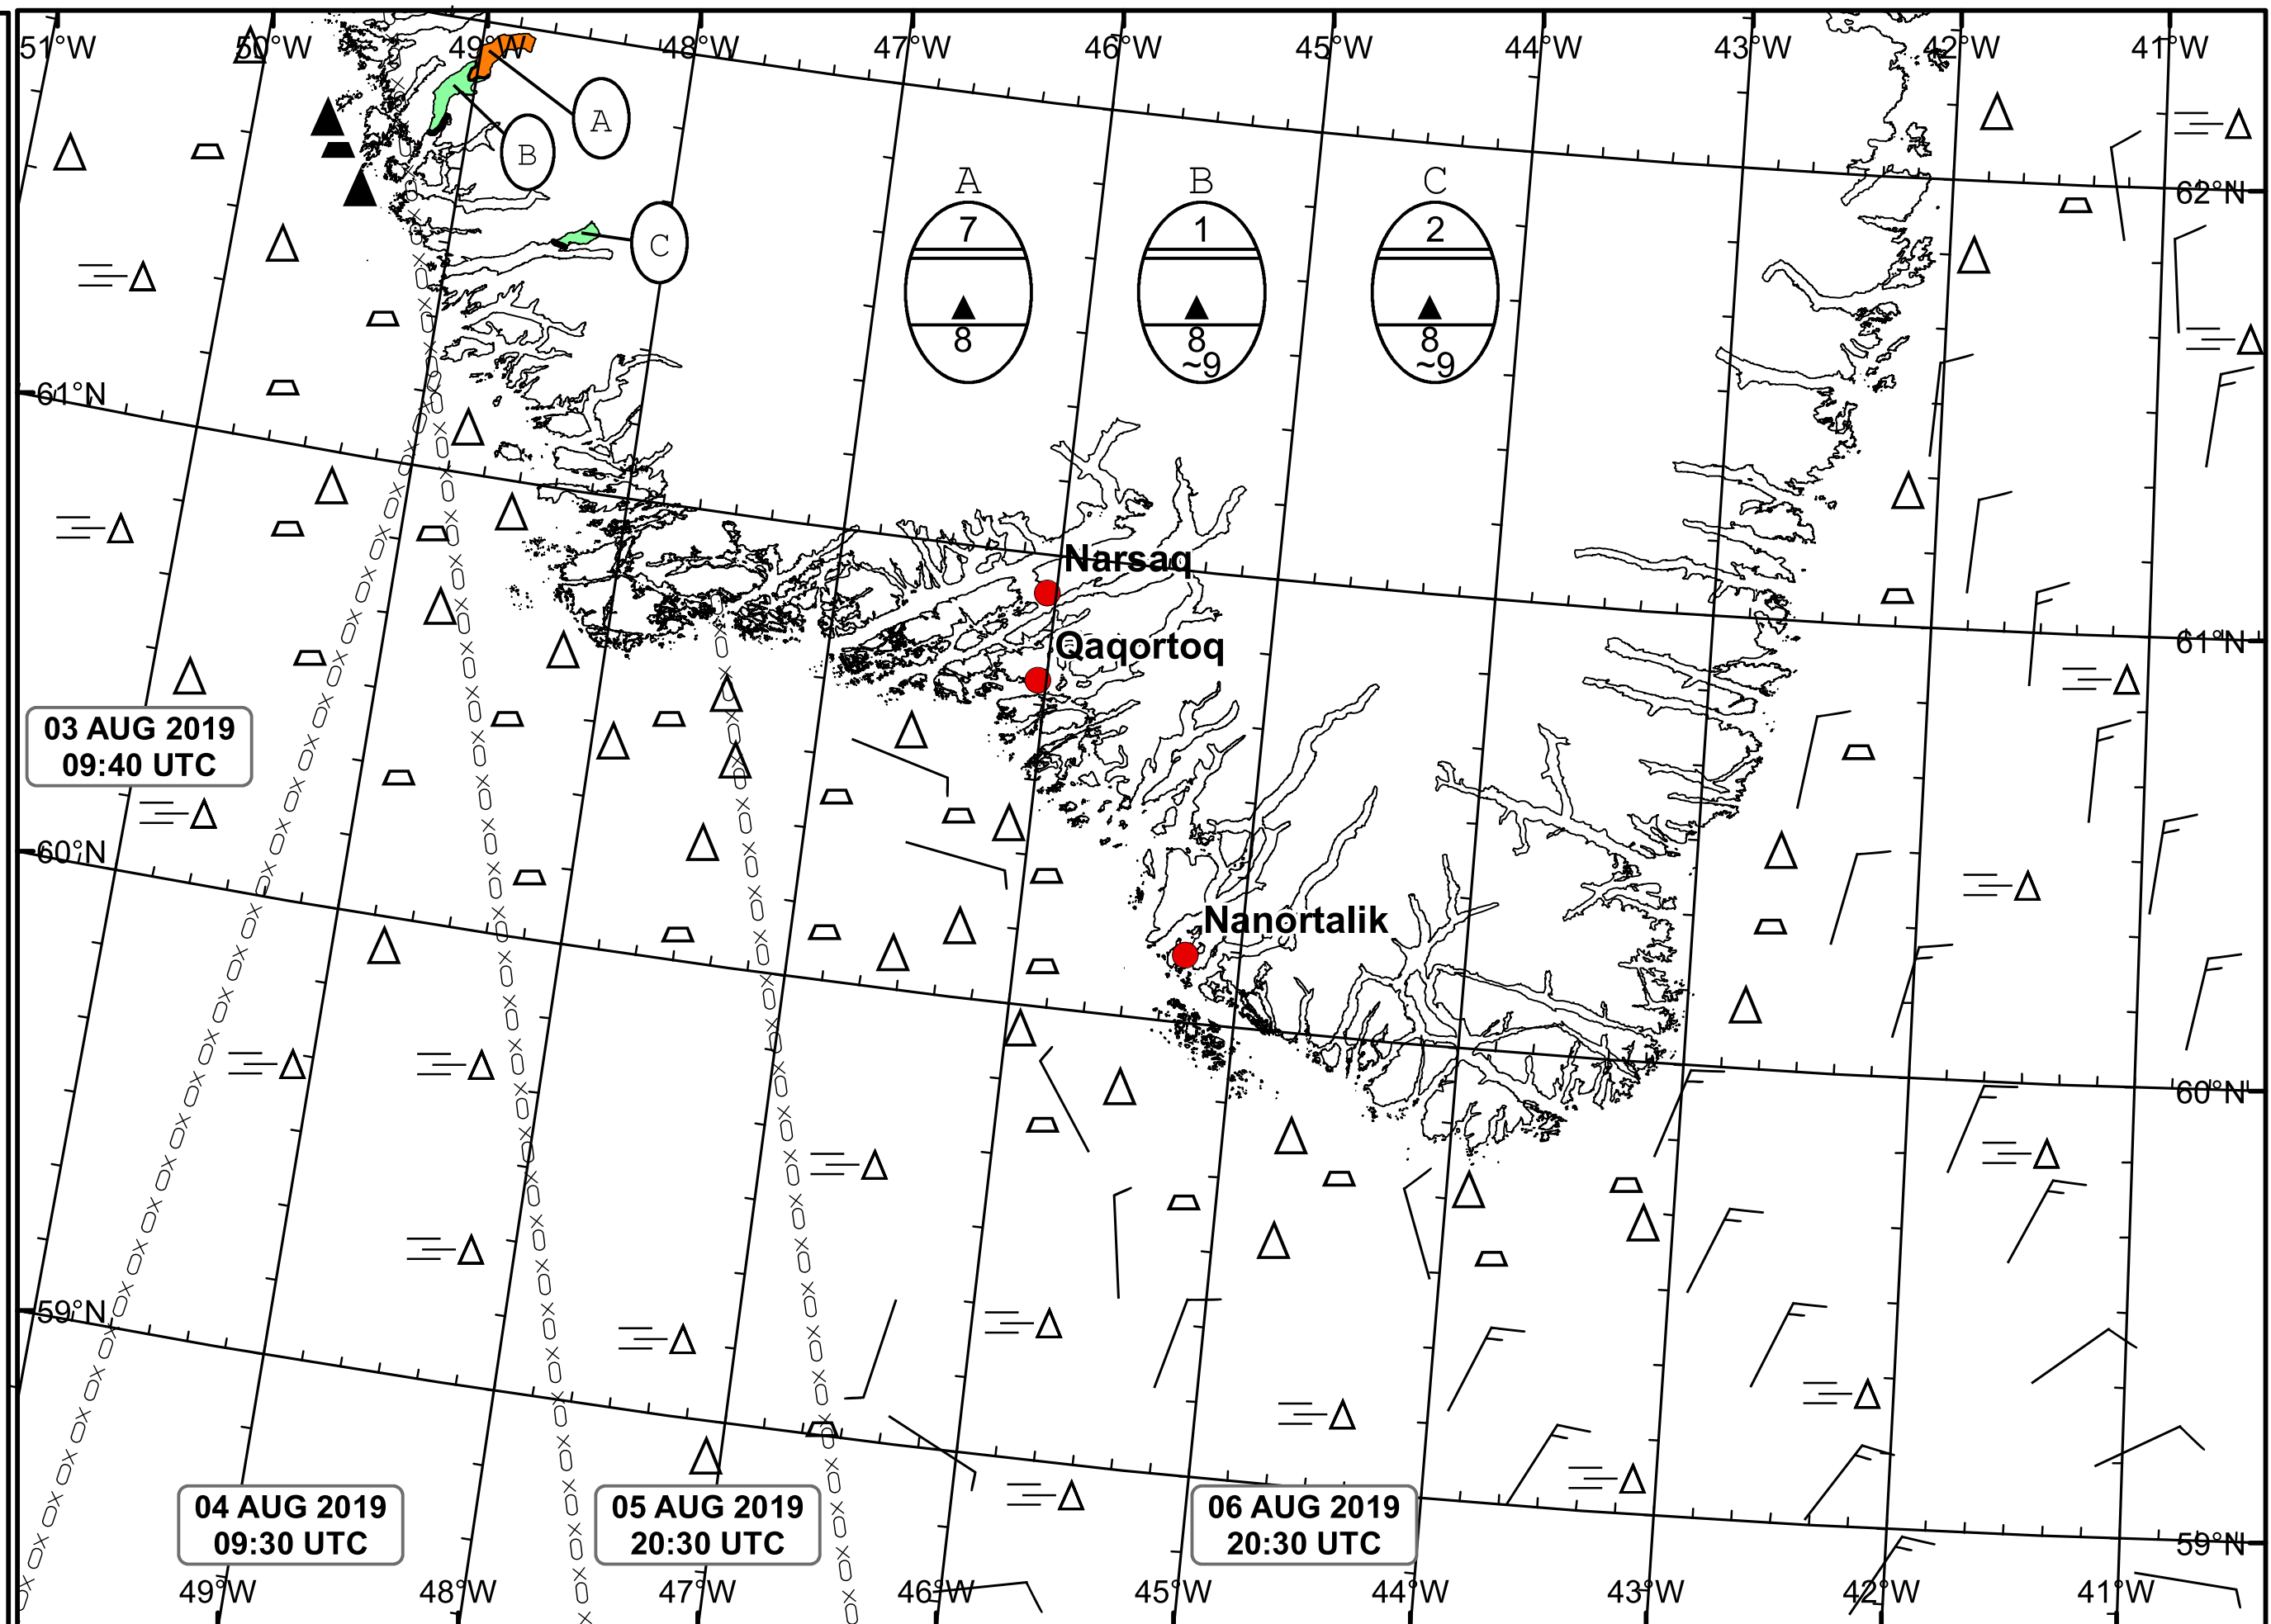 51°W 50°W 49°W 48°W 47°W 46°W 45°W 44°W 43°W 42°W 41°W
A
B
C
A B C
7 1 2
8 8 8
~9 ~9
62°N
61°N
Narsaq
Qaqortoq
61°N
03 AUG 2019
09:40 UTC
60°N
Nanortalik
60°N
59°N
04 AUG 2019
09:30 UTC
05 AUG 2019
20:30 UTC
06 AUG 2019
20:30 UTC
59°N
49°W 48°W 47°W 46°W 45°W 44°W 43°W 42°W 41°W